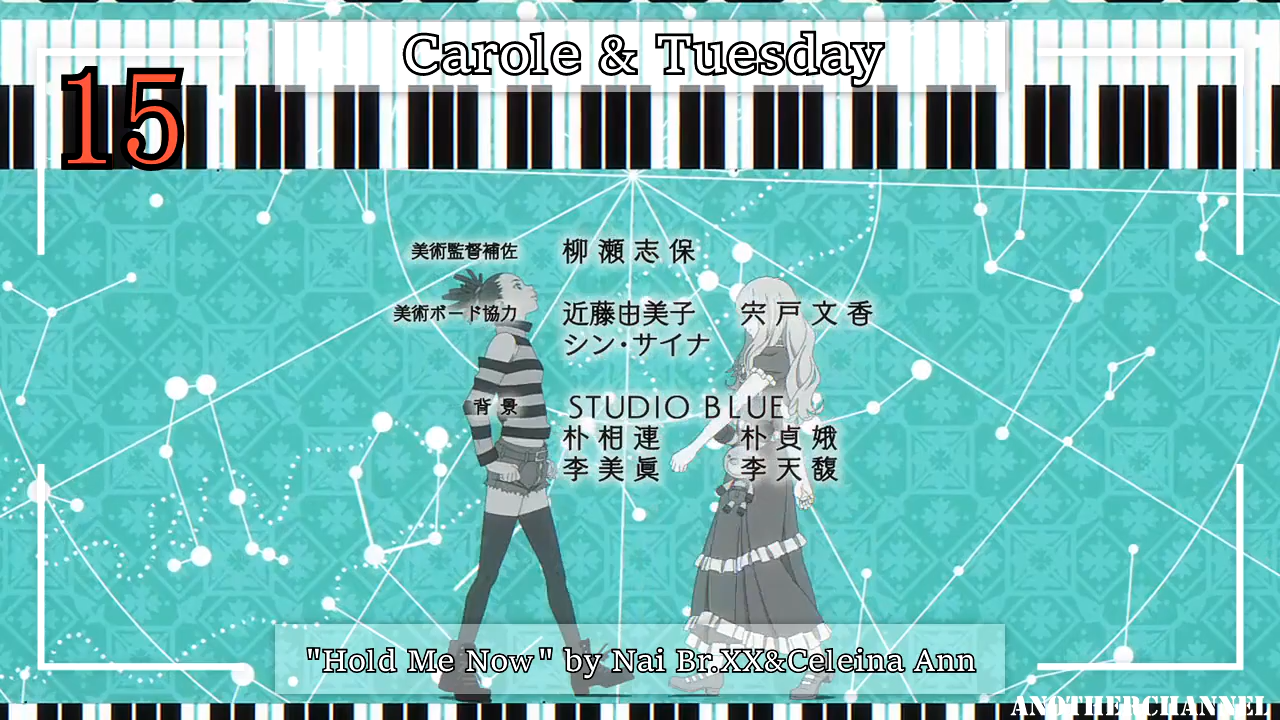 Carole & Tuesday
15
美術監督補佐 柳瀬志保
美術ボード協力 近藤由美子 宍戸文香
シン・サイナ
背景 STUDIO BLUE
朴相連 朴貞娥
李美眞 李天馥
"Hold Me Now" by Nai Br.XX&Celeina Ann
ANOTHERCHANNEL